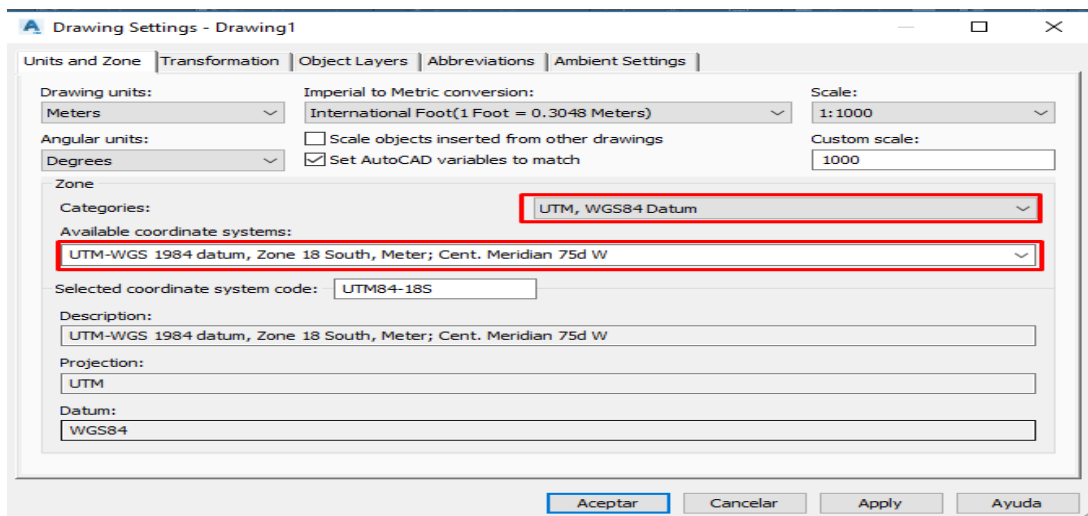 Drawing Settings - Drawing1
Units and Zone Transformation Object Layers Abbreviations Ambient Settings
Drawing units: Imperial to Metric conversion: Scale:
Meters International Foot(1 Foot = 0.3048 Meters) 1:1000
Angular units: Scale objects inserted from other drawings Custom scale:
Degrees Set AutoCAD variables to match 1000
Zone
Categories: UTM, WGS84 Datum
Available coordinate systems:
UTM-WGS 1984 datum, Zone 18 South, Meter; Cent. Meridian 75d W
Selected coordinate system code: UTM84-18S
Description:
UTM-WGS 1984 datum, Zone 18 South, Meter; Cent. Meridian 75d W
Projection:
UTM
Datum:
WGS84
Aceptar Cancelar Apply Ayuda